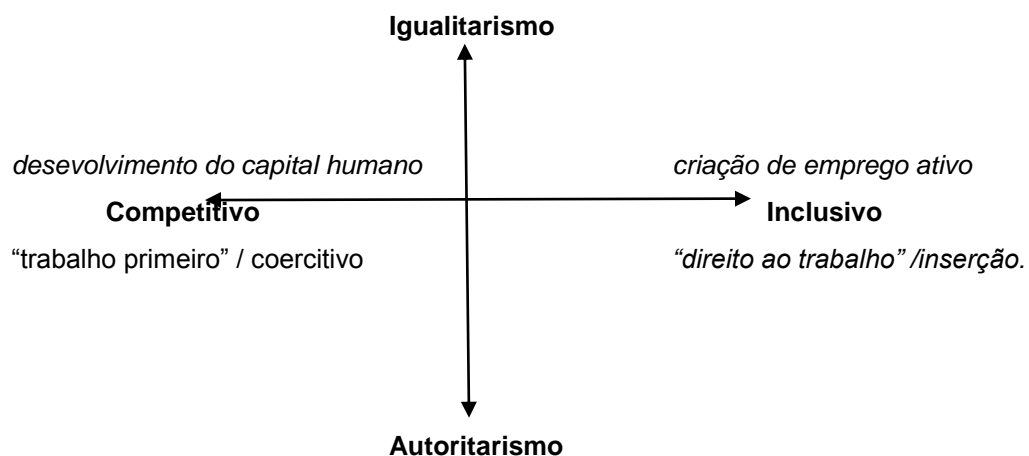 Igualitarismo
desevolvimento do capital humano
criação de emprego ativo
Competitivo
Inclusivo
“trabalho primeiro” / coercitivo
“direito ao trabalho” /inserção.
Autoritarismo